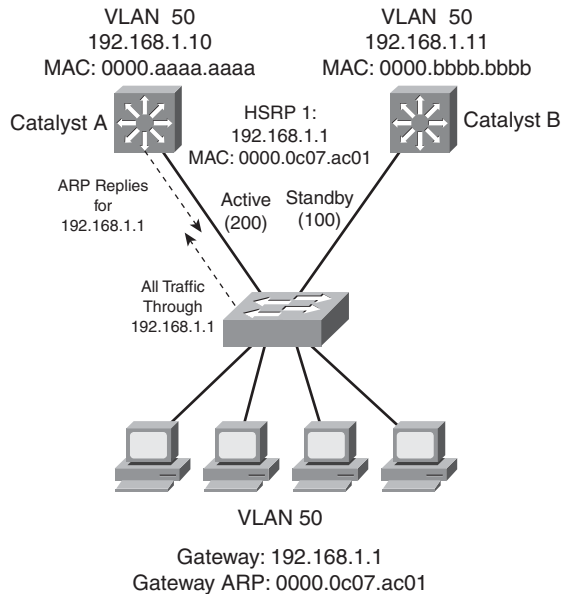 VLAN 50
192.168.1.10
MAC: 0000.aaaa.aaaa
VLAN 50
192.168.1.11
MAC: 0000.bbbb.bbbb
Catalyst A
HSRP 1:
192.168.1.1
MAC: 0000.0c07.ac01
Catalyst B
ARP Replies
for
192.168.1.1
Active
(200)
Standby
(100)
All Traffic
Through
192.168.1.1
VLAN 50
Gateway: 192.168.1.1
Gateway ARP: 0000.0c07.ac01